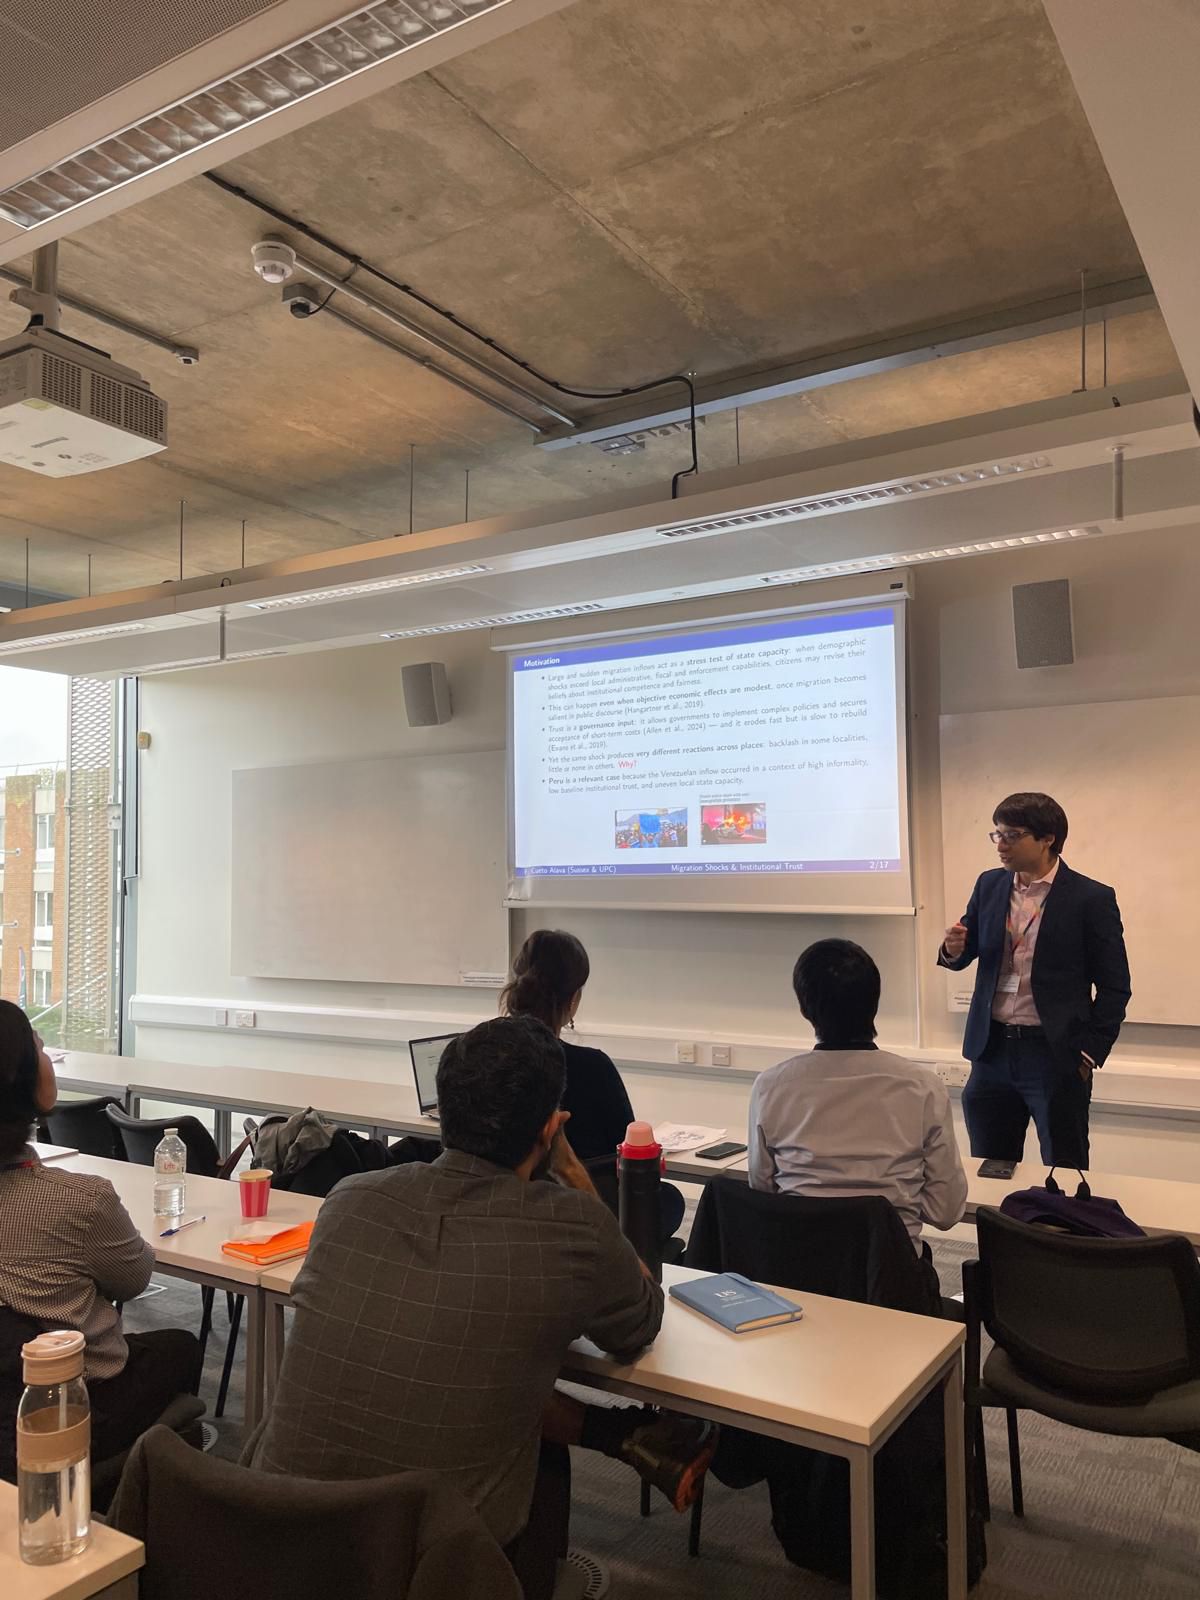 Motivation
Large and sudden migration inflows act as a stress test of state capacity: when demographic
shocks exceed local administrative, fiscal and enforcement capabilities, citizens may revise their
beliefs about institutional competence and fairness.
This can happen even when objective economic effects are modest, once migration becomes
salient in public discourse (Hangartner et al., 2019).
Trust is a governance input: it allows governments to implement complex policies and secures
acceptance of short-term costs (Allen et al., 2024) — and it erodes fast but is slow to rebuild
(Evans et al., 2019).
Yet the same shock produces very different reactions across places: backlash in some localities,
little or none in others. Why?
Peru is a relevant case because the Venezuelan inflow occurred in a context of high informality,
low baseline institutional trust, and uneven local state capacity.
Cueto Alava (Sussex & UPC)
Migration Shocks & Institutional Trust
2/17
Life
IDS